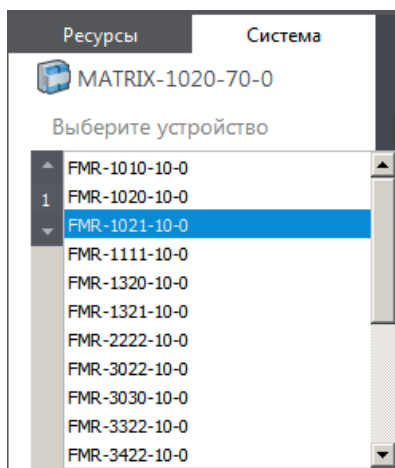 Ресурсы Система
MATRIX-1020-70-0
Выберите устройство
FMR-1010-10-0
1 FMR-1020-10-0
FMR-1021-10-0
FMR-1111-10-0
FMR-1320-10-0
FMR-1321-10-0
FMR-2222-10-0
FMR-3022-10-0
FMR-3030-10-0
FMR-3322-10-0
FMR-3422-10-0